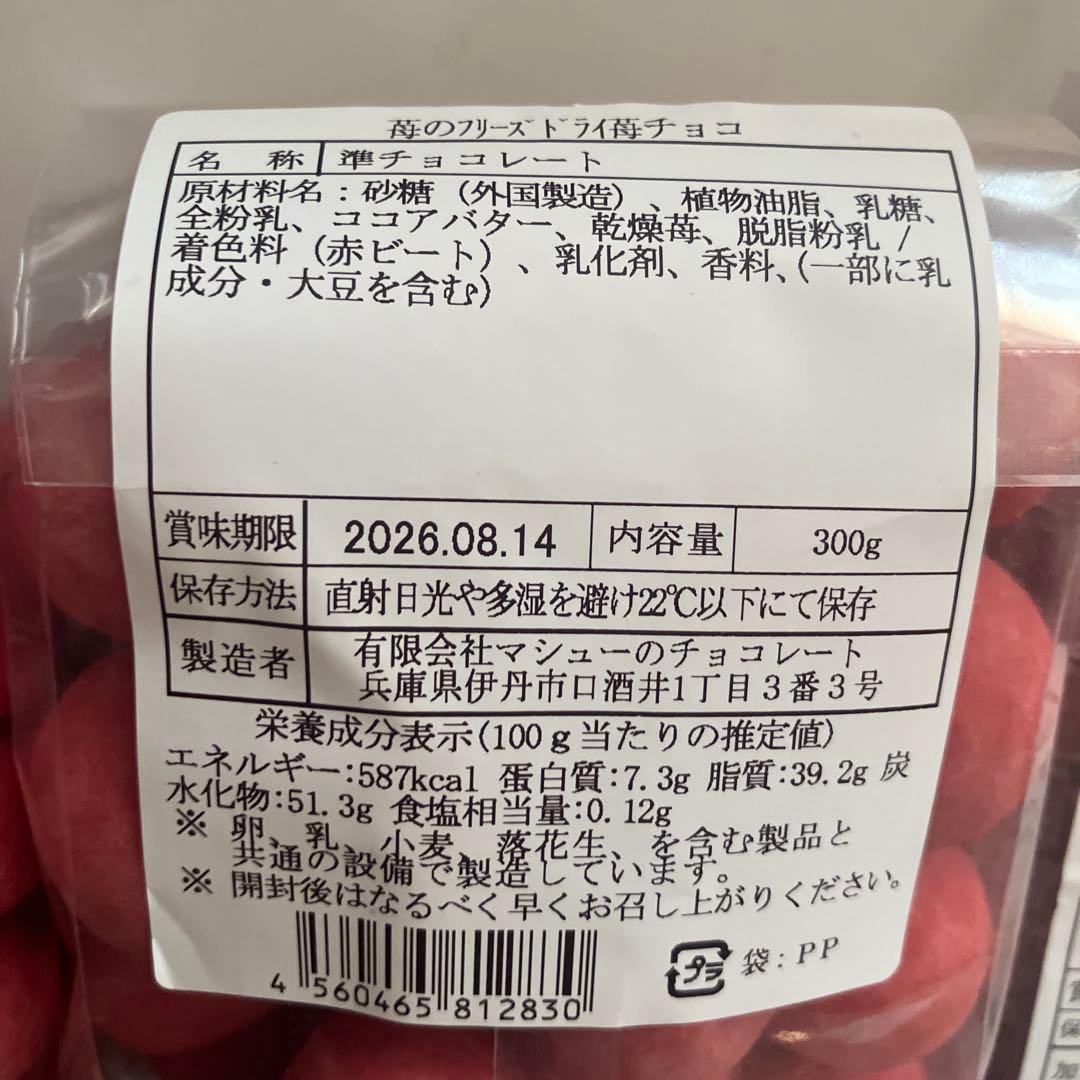 苺のﾌﾘｰｽﾞﾄﾞﾗｲ苺チョコ
名　称 準チョコレート
原材料名：砂糖（外国製造）、植物油脂、乳糖、
全粉乳、ココアバター、乾燥苺、脱脂粉乳 /
着色料（赤ビート）、乳化剤、香料、(一部に乳
成分・大豆を含む)
賞味期限 2026.08.14 内容量 300g
保存方法 直射日光や多湿を避け22℃以下にて保存
製造者 有限会社マシューのチョコレート
兵庫県伊丹市口酒井1丁目３番３号
栄養成分表示(100ｇ当たりの推定値)
エネルギー:587kcal 蛋白質:7.3g 脂質:39.2g 炭
水化物:51.3g 食塩相当量:0.12g
※ 卵、乳、小麦、落花生、を含む製品と
共通の設備で製造しています。
※ 開封後はなるべく早くお召し上がりください。
4 560465 812830
プラ 袋：PP
賞
保
加